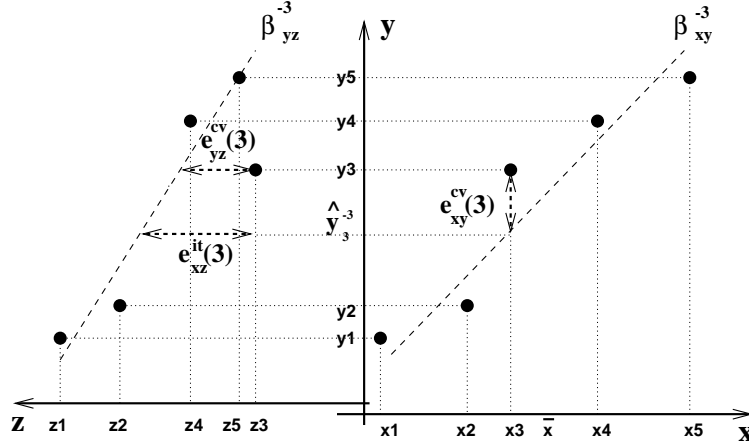 β yz -3
y
β xy -3
y5
y4
e yz cv (3)
y3
e xy cv (3)
ŷ 3 -3
e xz it (3)
y2
y1
z z1 z2 z4 z5 z3
x1 x2 x3 x̄ x4 x5 x